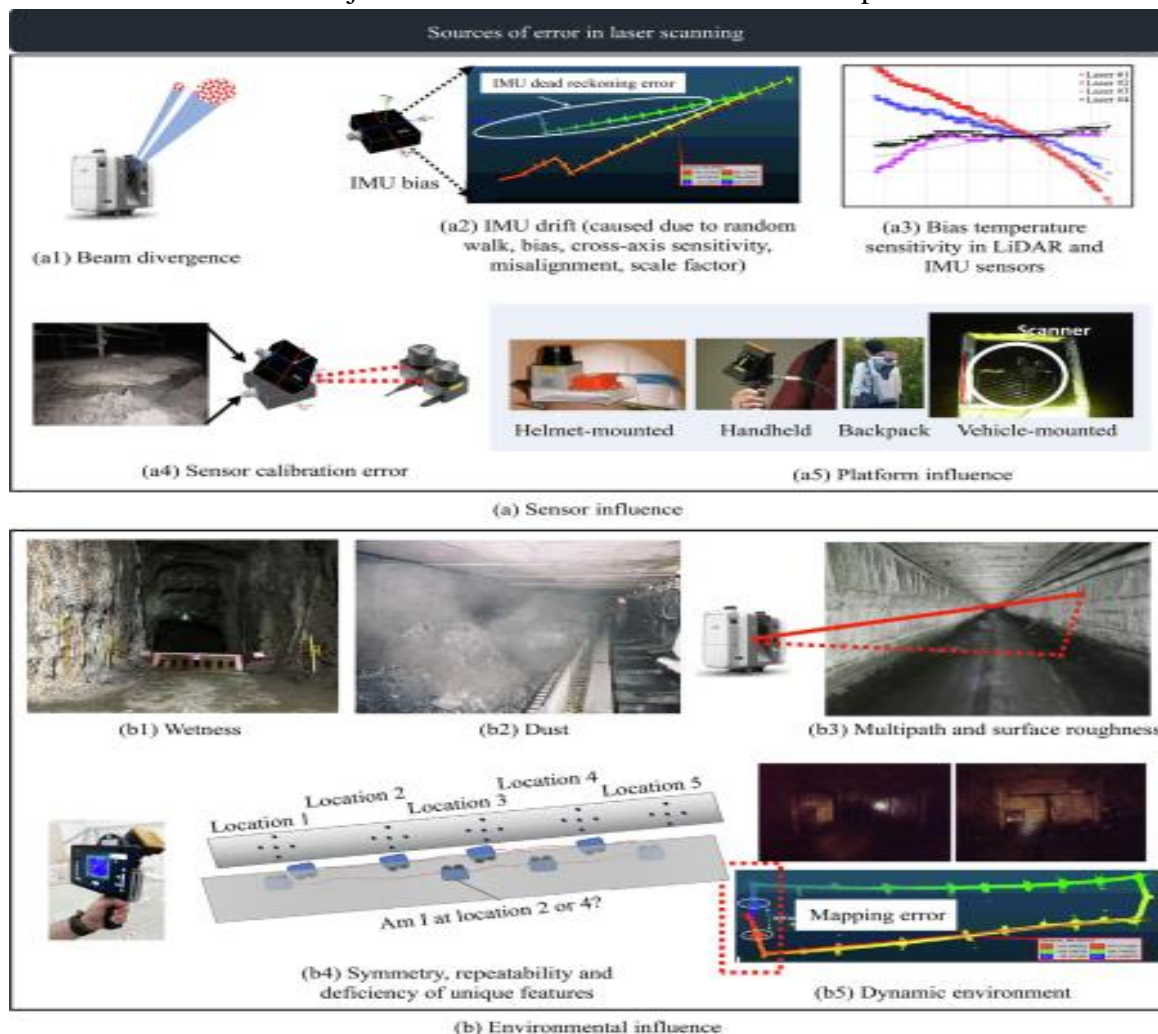 Sources of error in laser scanning
IMU dead reckoning error
Laser #1
Laser #2
Laser #3
Laser #4
IMU bias
(a1) Beam divergence
(a2) IMU drift (caused due to random
walk, bias, cross-axis sensitivity,
misalignment, scale factor)
(a3) Bias temperature
sensitivity in LiDAR and
IMU sensors
Scanner
Helmet-mounted
Handheld
Backpack
Vehicle-mounted
(a4) Sensor calibration error
(a5) Platform influence
(a) Sensor influence
(b1) Wetness
(b2) Dust
(b3) Multipath and surface roughness
Location 1
Location 2
Location 3
Location 4
Location 5
Am I at location 2 or 4?
Mapping error
(b4) Symmetry, repeatability and
deficiency of unique features
(b5) Dynamic environment
(b) Environmental influence